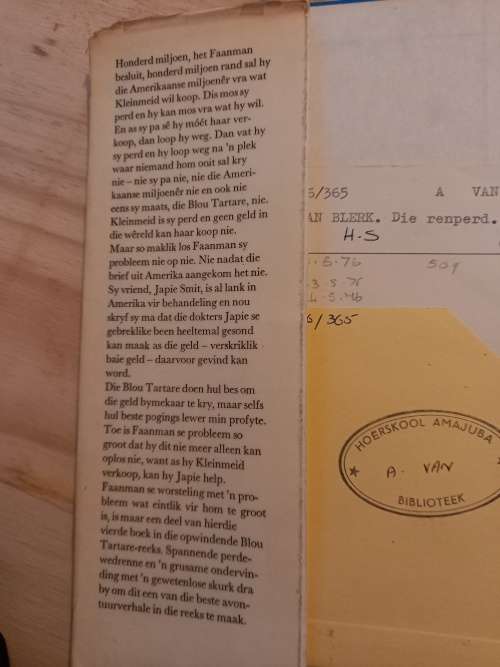 Honderd miljoen, het Faanman
besluit, honderd miljoen rand sal hy
die Amerikaanse miljoenêr vra wat
Kleinmeid wil koop. Dis mos sy
perd en hy kan mos vra wat hy wil.
En as sy pa sê hy móét haar ver-
koop, dan loop hy weg. Dan vat hy
sy perd en hy loop weg na 'n plek
waar niemand hom ooit sal kry
nie – nie sy pa nie, nie die Ameri-
kaanse miljoenêr nie en ook nie
eens sy maats, die Blou Tartare, nie.
Kleinmeid is sy perd en geen geld in
die wêreld kan haar koop nie.
Maar so maklik los Faanman sy
probleem nie op nie. Nie nadat die
brief uit Amerika aangekom het nie.
Sy vriend, Japie Smit, is al lank in
Amerika vir behandeling en nou
skryf sy ma dat die dokters Japie se
gebreklike been heeltemal gesond
kan maak as die geld – verskriklik
baie geld – daarvoor gevind kan
word.
Die Blou Tartare doen hul bes om
die geld bymekaar te kry, maar selfs
hul beste pogings lewer min profyte.
Toe is Faanman se probleem so
groot dat hy dit nie meer alleen kan
oplos nie, want as hy Kleinmeid
verkoop, kan hy Japie help.
Faanman se worsteling met 'n pro-
bleem wat eintlik vir hom te groot
is, is maar een deel van hierdie
vierde boek in die opwindende Blou
Tartare-reeks. Spannende perde-
wedrenne en 'n grusame ondervin-
ding met 'n gewetenlose skurk dra
by om dit een van die beste avon-
tuurverhale in die reeks te maak.
6/365 A VAN
AN BLERK. Die renperd.
H-S
5.76 509
3.8.76
4.5.76
6/365
HOERSKOOL AMAJUBA
A. VAN
BIBLIOTEEK